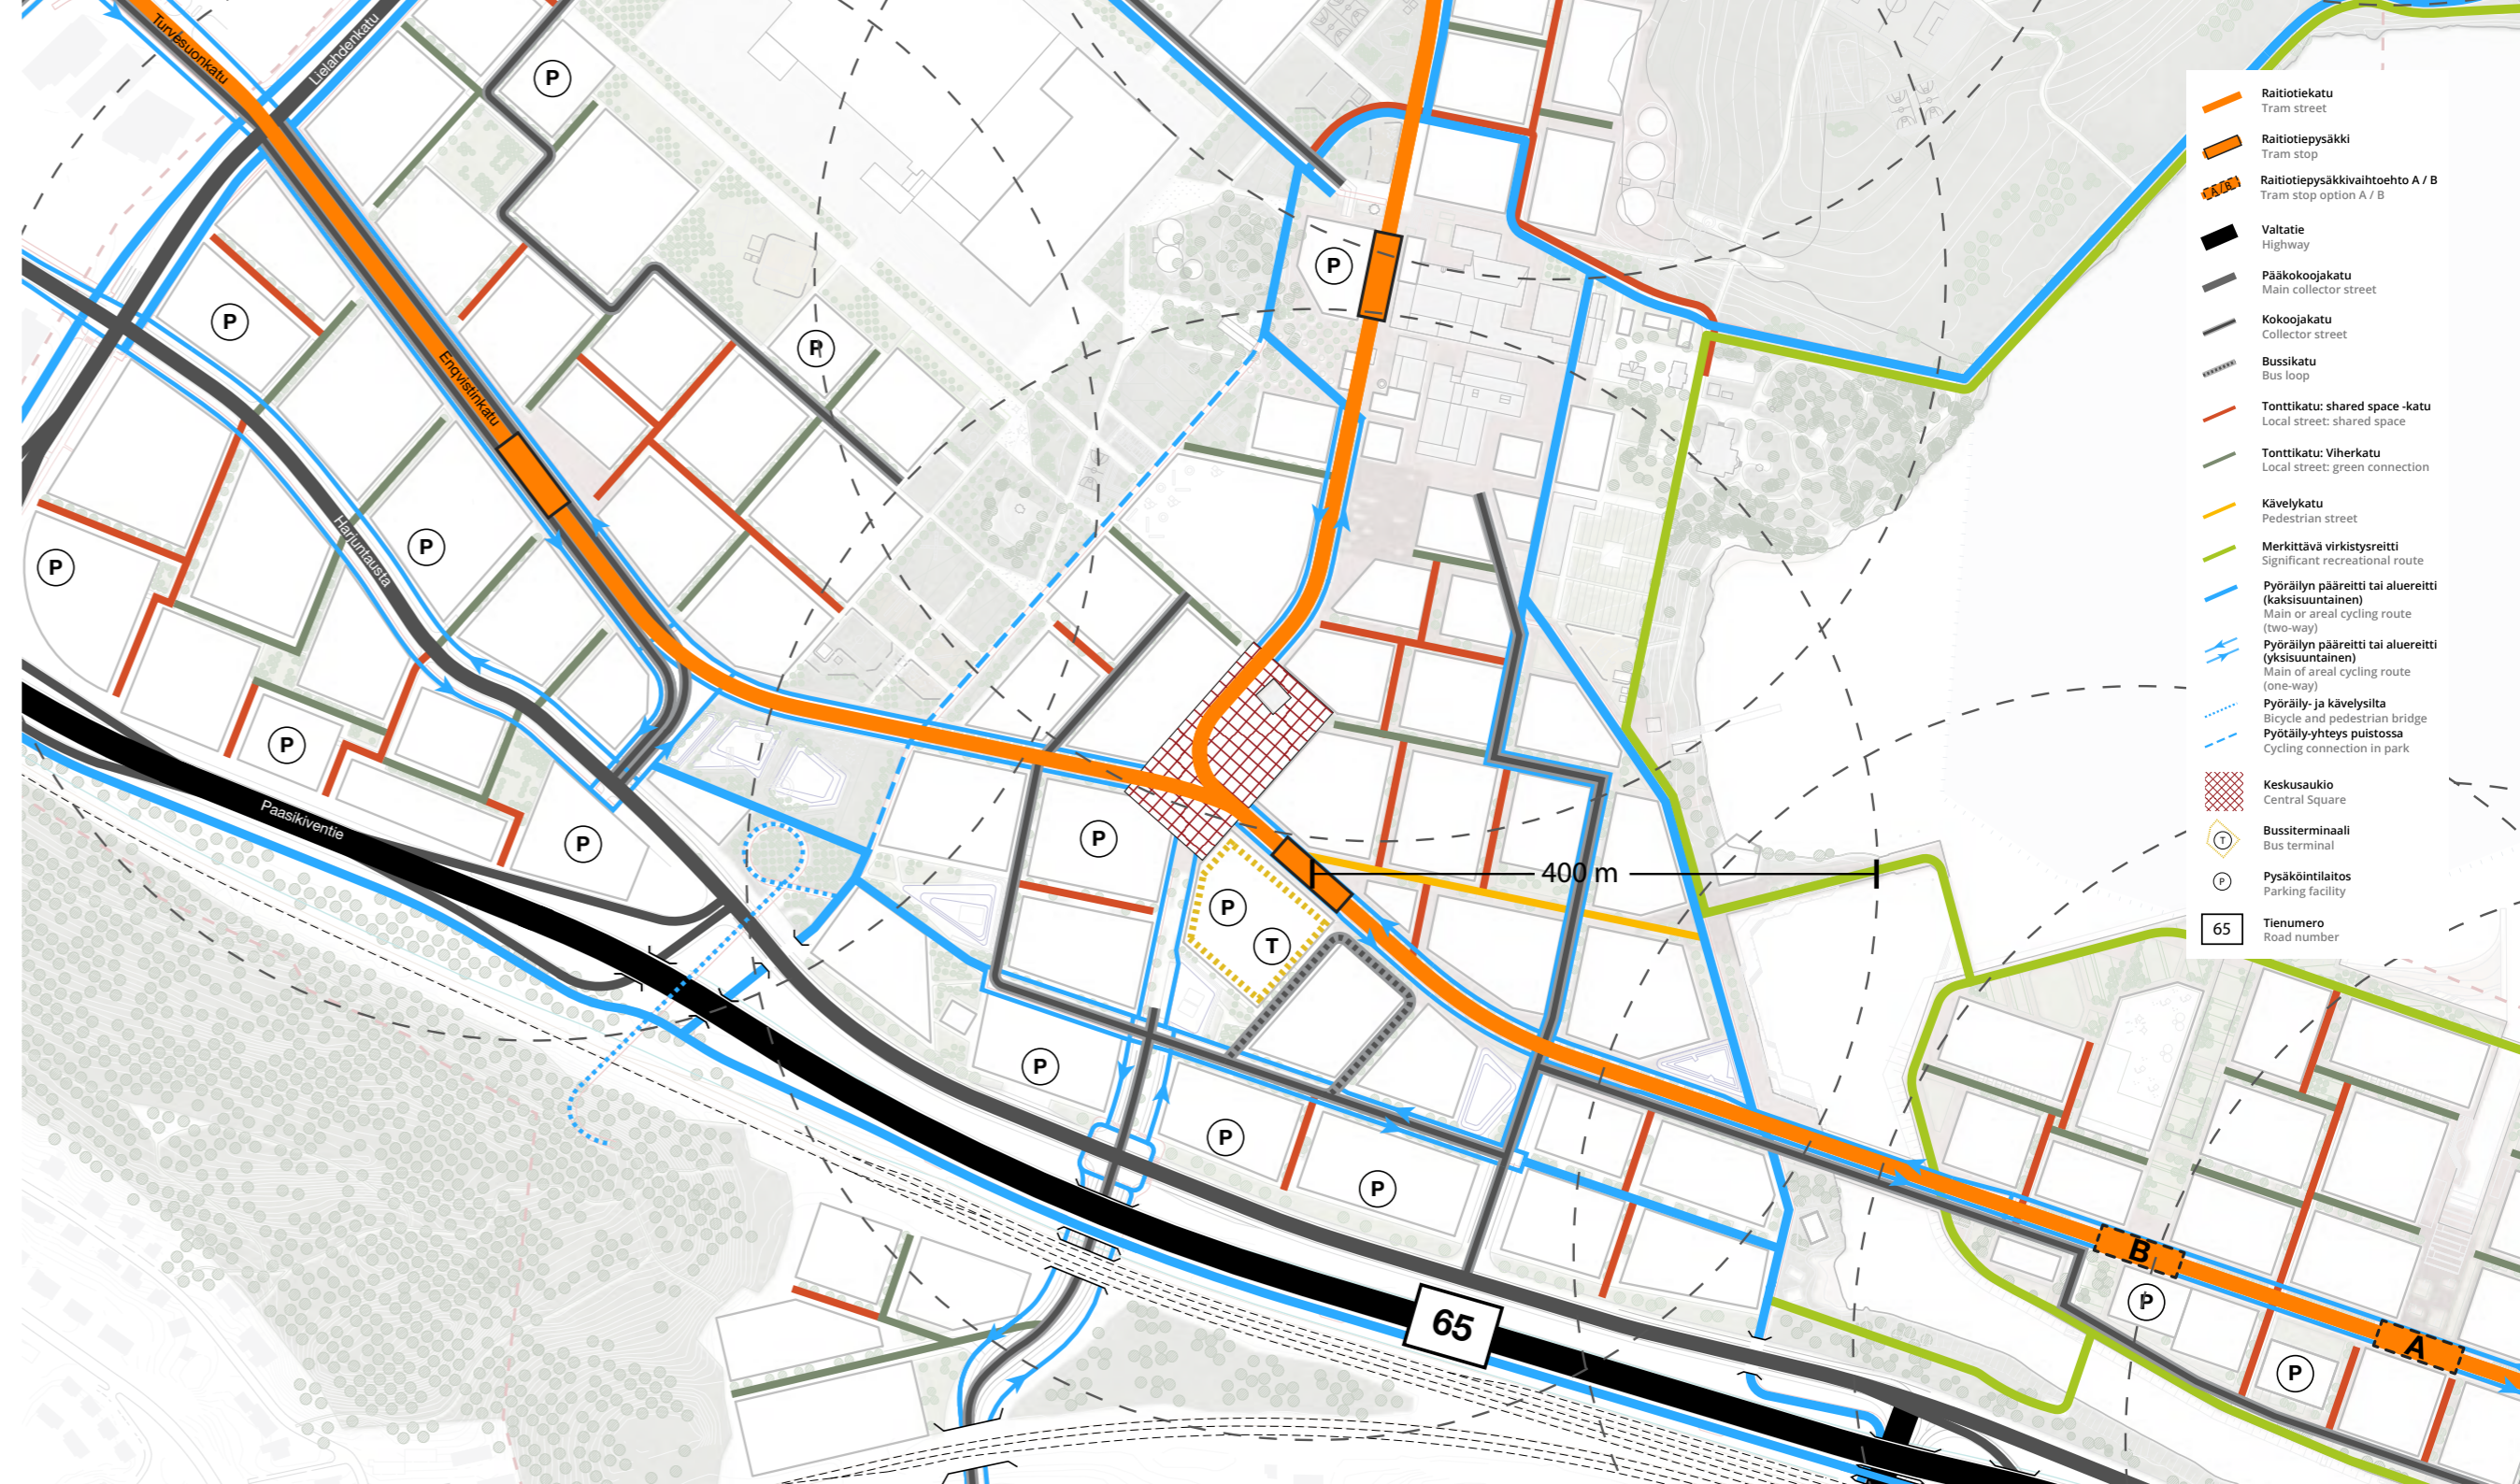 Turvesuonkatu
Lielahdenkatu
P
P
P
P
Enqvistinkatu
P
P
Harjuntausta
P
P
P
Paasikiventie
P
400 m
P
T
P
P
P
65
B
P
A
P
Raitiotiekatu
Tram street
Raitiotiepysäkki
Tram stop
A / B
Raitiotiepysäkkivaihtoehto A / B
Tram stop option A / B
Valtatie
Highway
Pääkokoojakatu
Main collector street
Kokoojakatu
Collector street
Bussikatu
Bus loop
Tonttikatu: shared space -katu
Local street: shared space
Tonttikatu: Viherkatu
Local street: green connection
Kävelykatu
Pedestrian street
Merkittävä virkistysreitti
Significant recreational route
Pyöräilyn pääreitti tai aluereitti
(kaksisuuntainen)
Main or areal cycling route
(two-way)
Pyöräilyn pääreitti tai aluereitti
(yksisuuntainen)
Main of areal cycling route
(one-way)
Pyöräily- ja kävelysilta
Bicycle and pedestrian bridge
Pyötäily-yhteys puistossa
Cycling connection in park
Keskusaukio
Central Square
T
Bussiterminaali
Bus terminal
P
Pysäköintilaitos
Parking facility
65
Tienumero
Road number